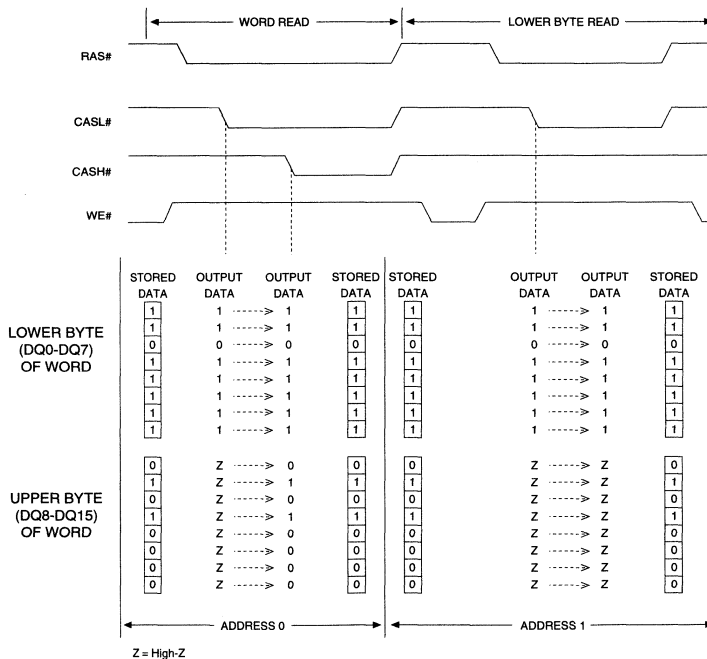 WORD READ LOWER BYTE READ
RAS#
CASL#
CASH#
WE#
STORED OUTPUT OUTPUT STORED STORED OUTPUT OUTPUT STORED
DATA DATA DATA DATA DATA DATA DATA DATA
LOWER BYTE
(DQ0-DQ7)
OF WORD
1 1 1 1 1 1 1 1
1 1 1 1 1 1 1 1
0 0 0 0 0 0 0 0
1 1 1 1 1 1 1 1
1 1 1 1 1 1 1 1
1 1 1 1 1 1 1 1
1 1 1 1 1 1 1 1
1 1 1 1 1 1 1 1
UPPER BYTE
(DQ8-DQ15)
OF WORD
0 Z 0 0 0 Z Z 0
1 Z 1 1 1 Z Z 1
0 Z 0 0 0 Z Z 0
1 Z 1 1 1 Z Z 1
0 Z 0 0 0 Z Z 0
0 Z 0 0 0 Z Z 0
0 Z 0 0 0 Z Z 0
0 Z 0 0 0 Z Z 0
ADDRESS 0 ADDRESS 1
Z = High-Z